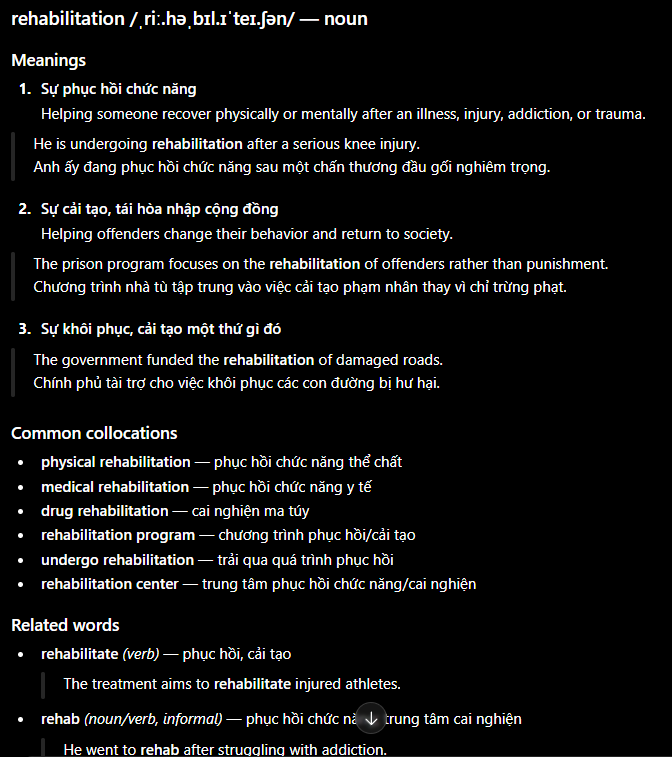 rehabilitation /ˌriː.həˌbɪl.ɪˈteɪ.ʃən/ — noun
Meanings
1. Sự phục hồi chức năng
Helping someone recover physically or mentally after an illness, injury, addiction, or trauma.
He is undergoing rehabilitation after a serious knee injury.
Anh ấy đang phục hồi chức năng sau một chấn thương đầu gối nghiêm trọng.
2. Sự cải tạo, tái hòa nhập cộng đồng
Helping offenders change their behavior and return to society.
The prison program focuses on the rehabilitation of offenders rather than punishment.
Chương trình nhà tù tập trung vào việc cải tạo phạm nhân thay vì chỉ trừng phạt.
3. Sự khôi phục, cải tạo một thứ gì đó
The government funded the rehabilitation of damaged roads.
Chính phủ tài trợ cho việc khôi phục các con đường bị hư hại.
Common collocations
• physical rehabilitation — phục hồi chức năng thể chất
• medical rehabilitation — phục hồi chức năng y tế
• drug rehabilitation — cai nghiện ma túy
• rehabilitation program — chương trình phục hồi/cải tạo
• undergo rehabilitation — trải qua quá trình phục hồi
• rehabilitation center — trung tâm phục hồi chức năng/cai nghiện
Related words
• rehabilitate (verb) — phục hồi, cải tạo
The treatment aims to rehabilitate injured athletes.
• rehab (noun/verb, informal) — phục hồi chức trung tâm cai nghiện
He went to rehab after struggling with addiction.